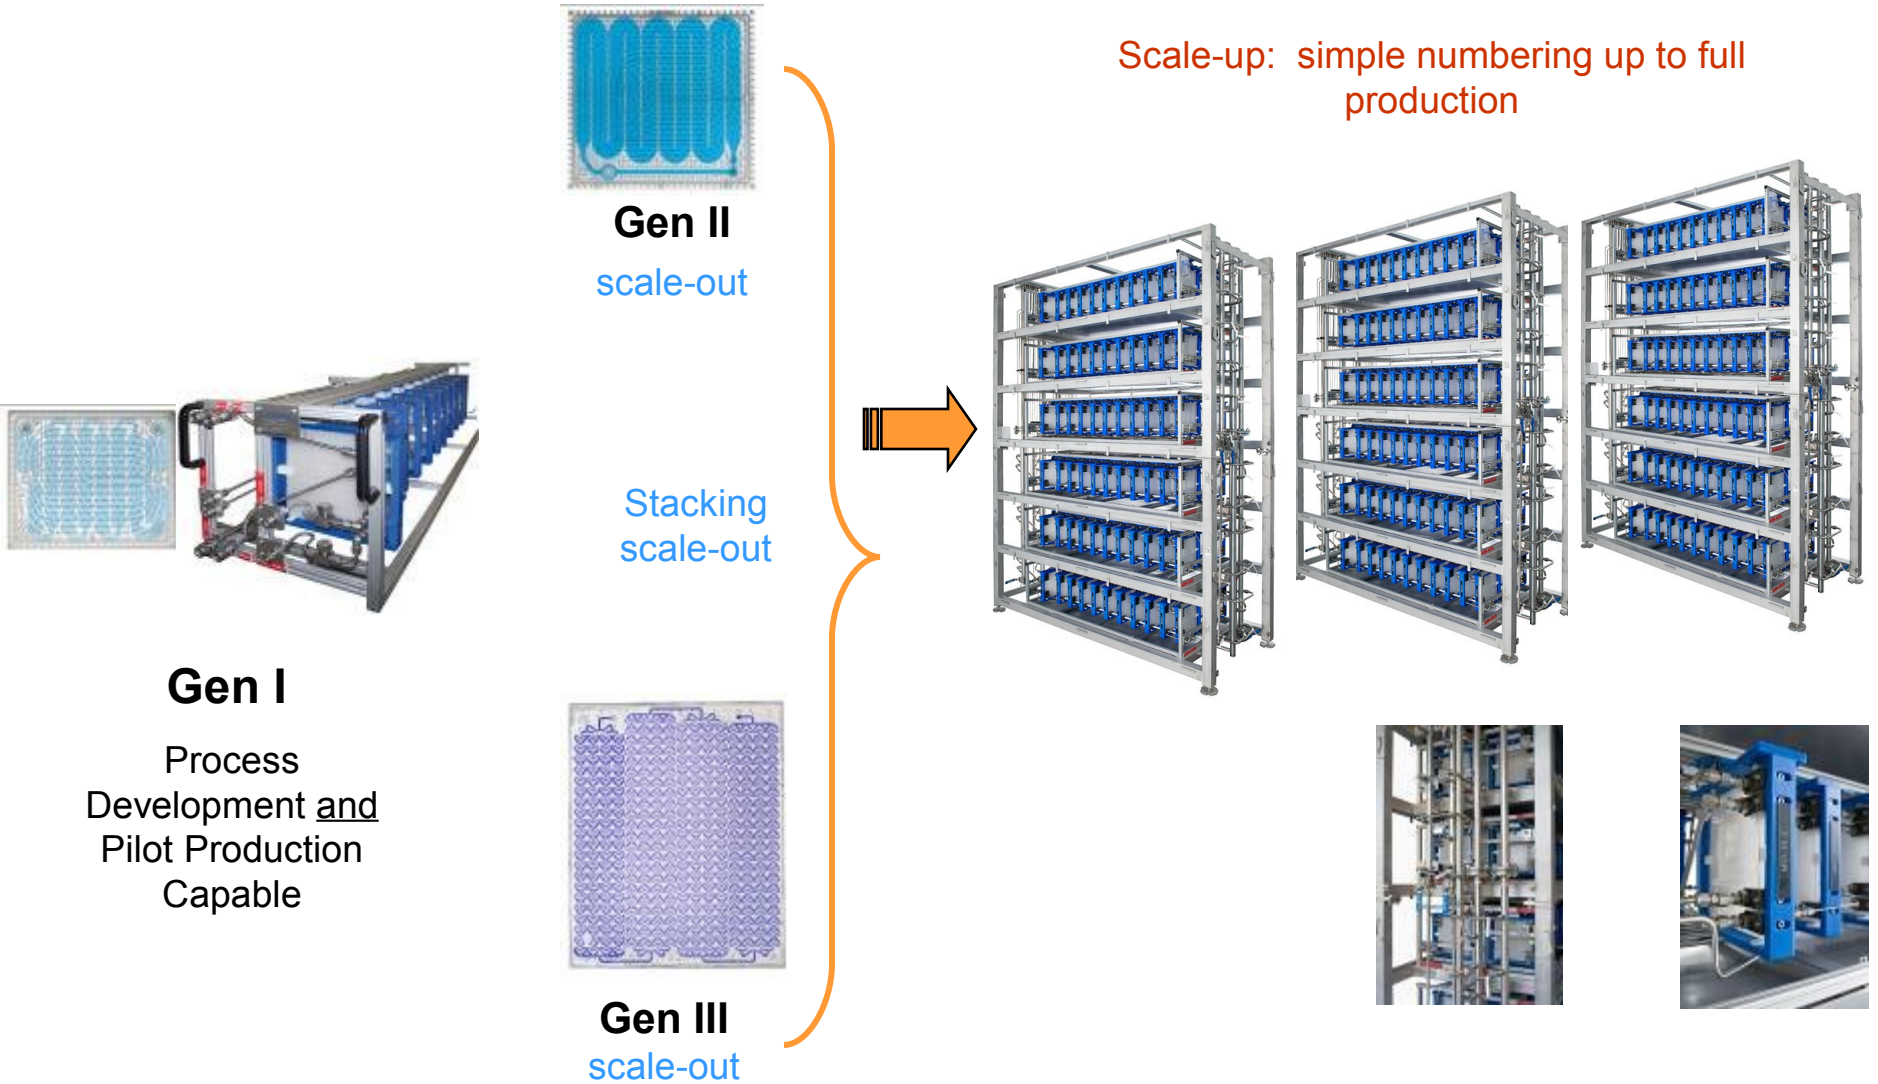 Scale-up: simple numbering up to full
production
Gen II
scale-out
Stacking
scale-out
Gen I
Process
Development and
Pilot Production
Capable
Gen III
scale-out